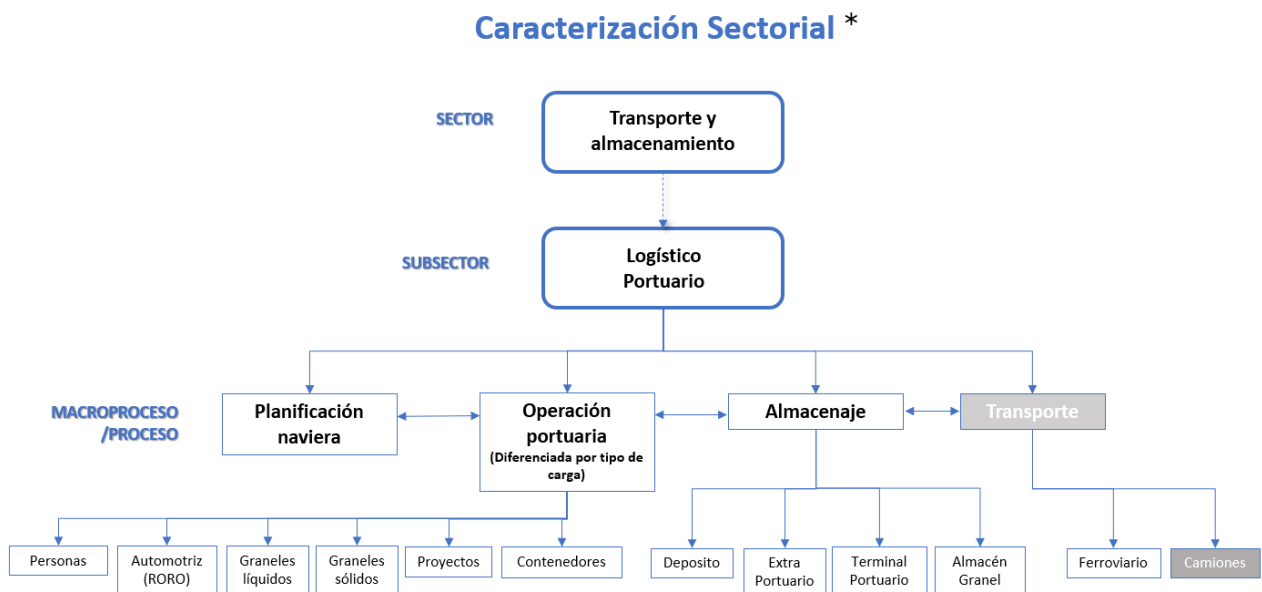 Caracterización Sectorial *
SECTOR
Transporte y
almacenamiento
SUBSECTOR
Logístico
Portuario
MACROPROCESO
/PROCESO
Planificación
naviera
Operación
portuaria
(Diferenciada por tipo de
carga)
Almacenaje
Transporte
Personas
Automotriz
(RORO)
Graneles
líquidos
Graneles
sólidos
Proyectos
Contenedores
Deposito
Extra
Portuario
Terminal
Portuario
Almacén
Granel
Ferroviario
Camiones